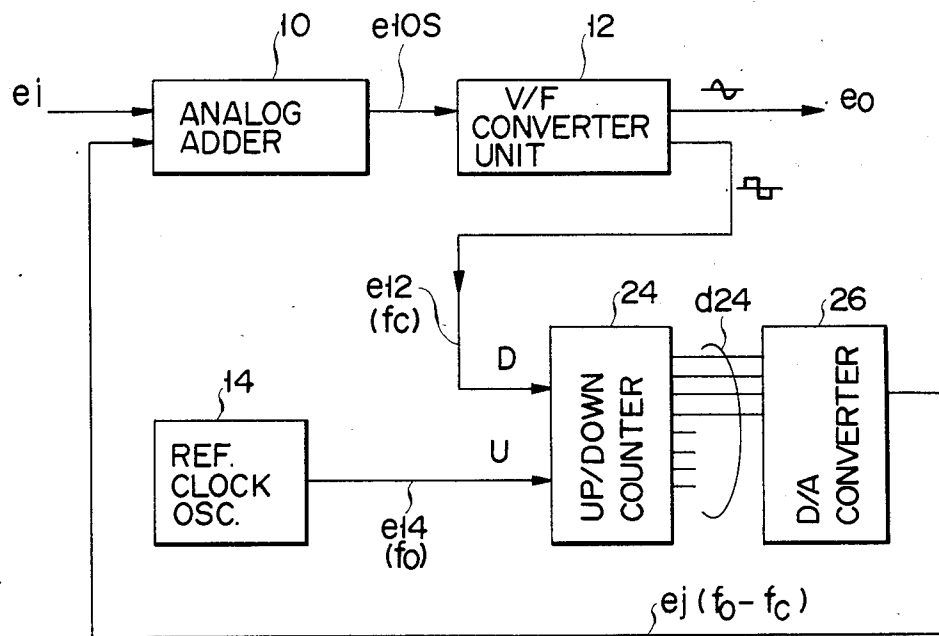 10
e10S
12
ei
ANALOG
ADDER
V/F
CONVERTER
UNIT
eo
e12
(fc)
24
d24
26
D
14
U
REF.
CLOCK
OSC.
UP/DOWN
COUNTER
D/A
CONVERTER
e14
(fo)
ej (fo-fc)